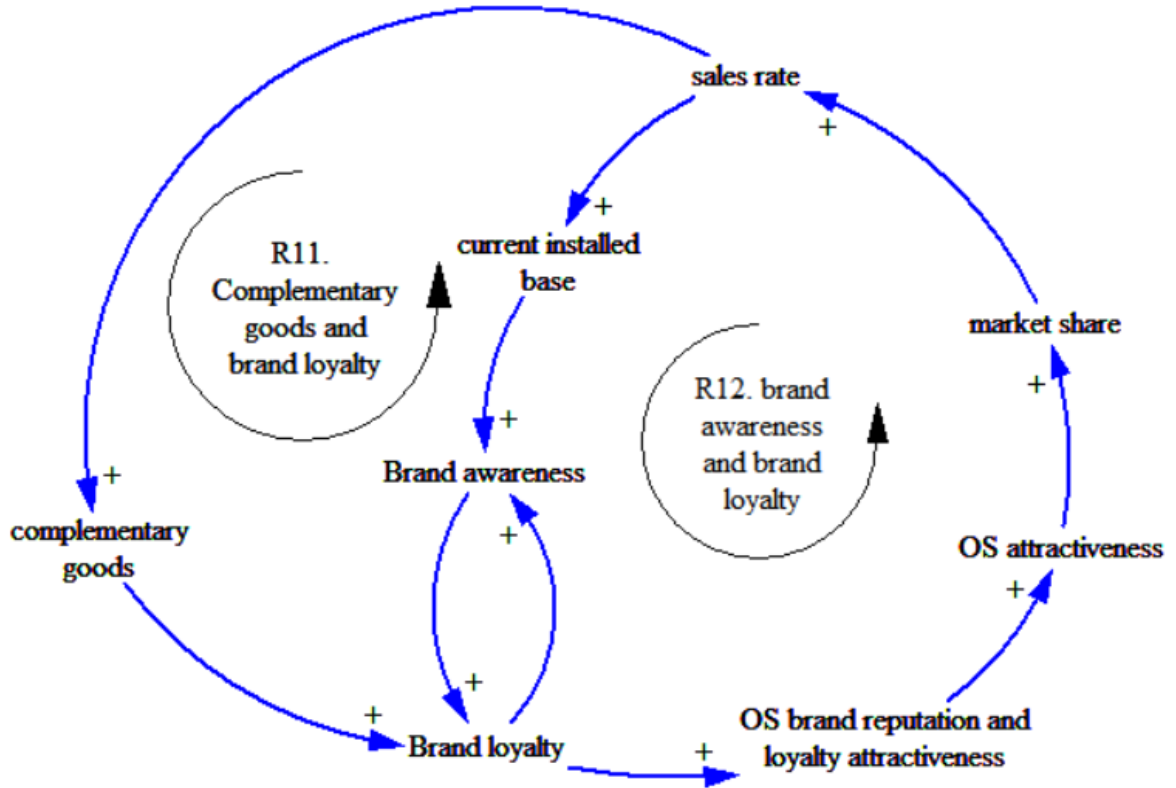 sales rate
+
+
current installed
base
R11.
Complementary
goods and
brand loyalty
market share
+
R12. brand
awareness
and brand
loyalty
+
Brand awareness
+
+
complementary
goods
OS attractiveness
+
+
+
Brand loyalty
+
OS brand reputation and
loyalty attractiveness